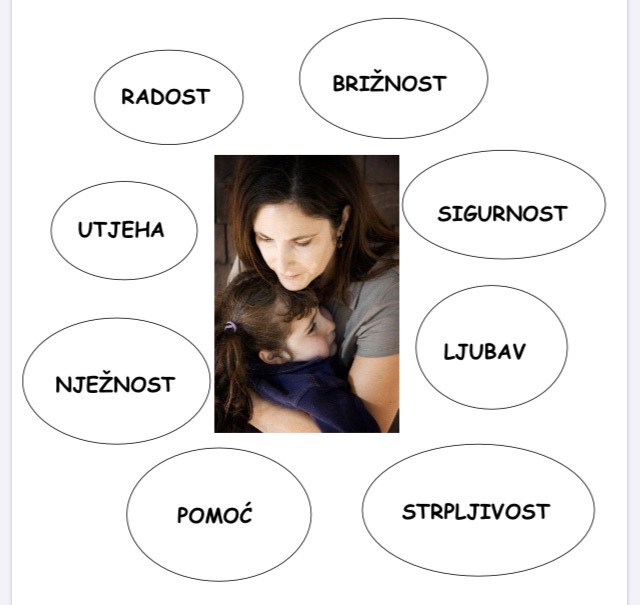 RADOST
BRIŽNOST
UTJEHA
SIGURNOST
NJEŽNOST
LJUBAV
POMOĆ
STRPLJIVOST